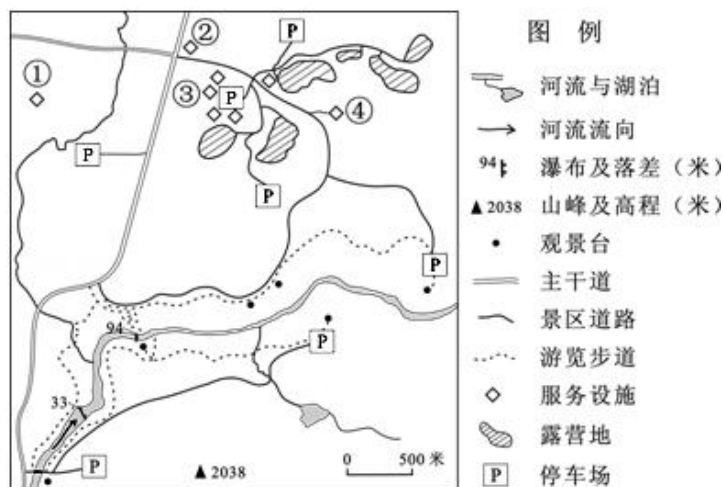 ②
P
①
③
P
④
P
P
P
94
P
33
P
▲ 2038
0 500 米
图 例
河流与湖泊
河流流向
94 瀑布及落差（米）
▲ 2038 山峰及高程（米）
观景台
主干道
景区道路
游览步道
服务设施
露营地
P 停车场